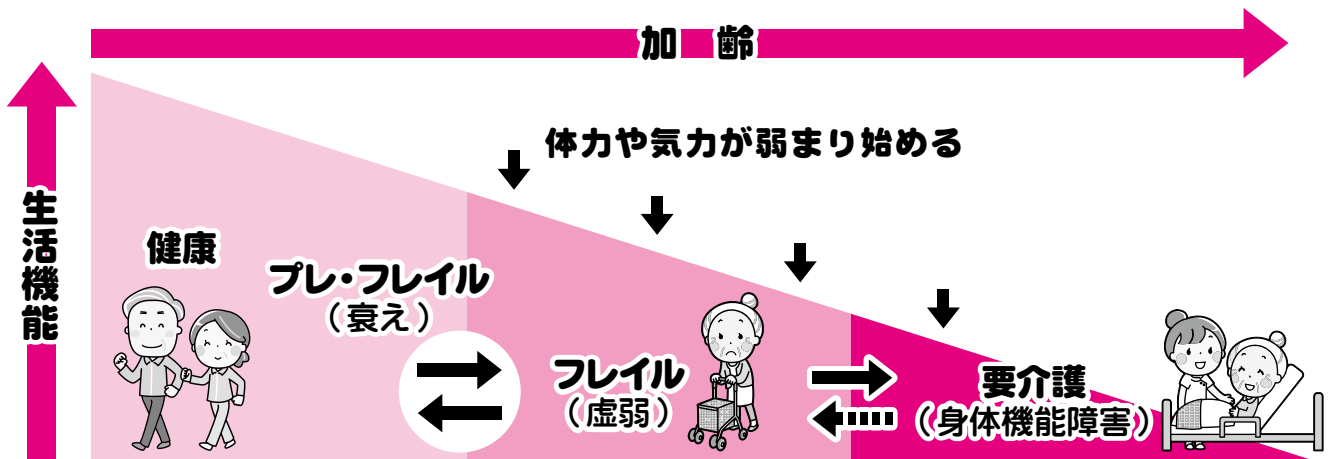 加 齢
体力や気力が弱まり始める
生活機能
健康
プレ・フレイル
（衰え）
フレイル
（虚弱）
要介護
（身体機能障害）